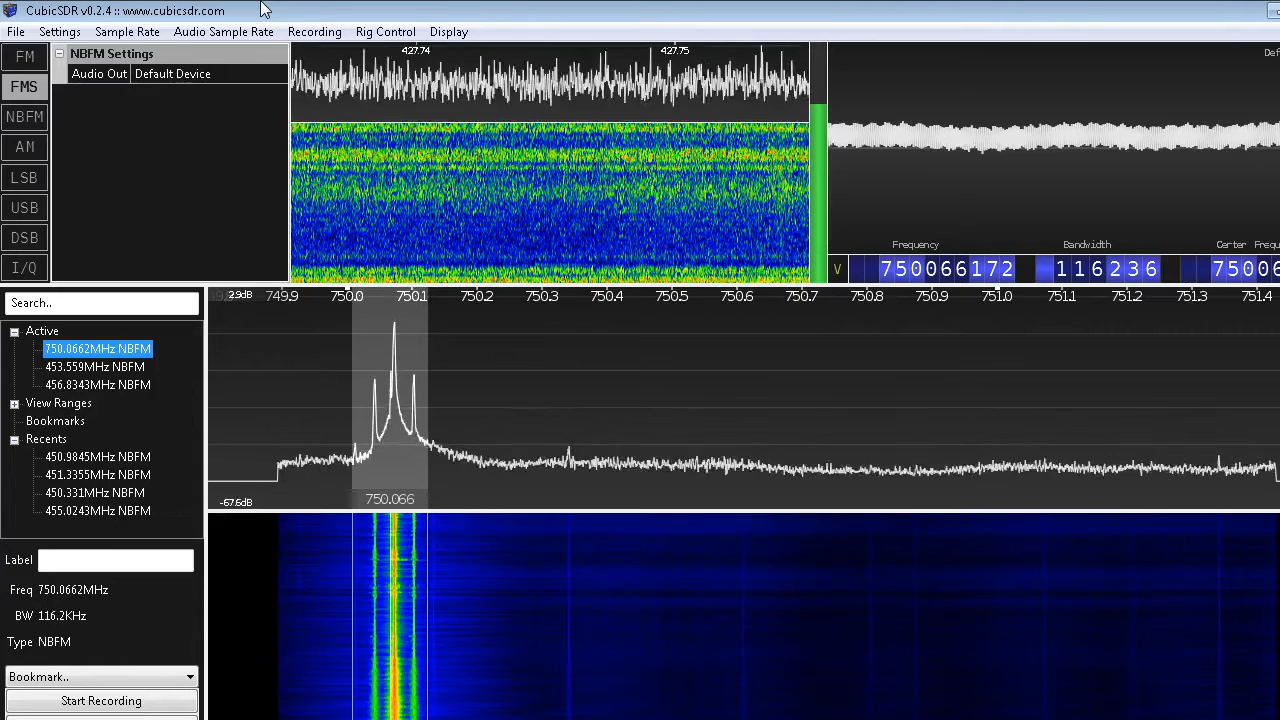 CubicSDR v0.2.4 :: www.cubicsdr.com
File Settings Sample Rate Audio Sample Rate Recording Rig Control Display
FM
FMS
NBFM
AM
LSB
USB
DSB
I/Q
NBFM Settings
Audio Out Default Device
427.74 427.75
Def
Frequency Bandwidth Center Frequ
V 750066172 116236 75006
Search..
Active
750.0662MHz NBFM
453.559MHz NBFM
456.8343MHz NBFM
View Ranges
Bookmarks
Recents
450.9845MHz NBFM
451.3355MHz NBFM
450.331MHz NBFM
455.0243MHz NBFM
Label
Freq 750.0662MHz
BW 116.2KHz
Type NBFM
Bookmark..
Start Recording
749.9 750.0 750.1 750.2 750.3 750.4 750.5 750.6 750.7 750.8 750.9 751.0 751.1 751.2 751.3 751.4
-67.6dB
750.066